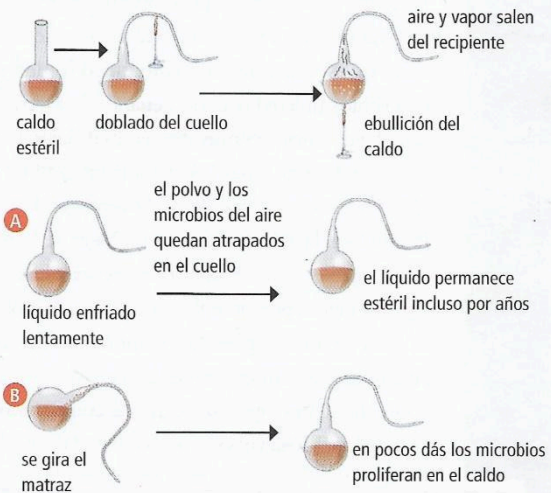 aire y vapor salen
del recipiente
caldo
estéril
doblado del cuello
ebullición del
caldo
A
el polvo y los
microbios del aire
quedan atrapados
en el cuello
líquido enfriado
lentamente
el líquido permanece
estéril incluso por años
B
se gira el
matraz
en pocos dás los microbios
proliferan en el caldo